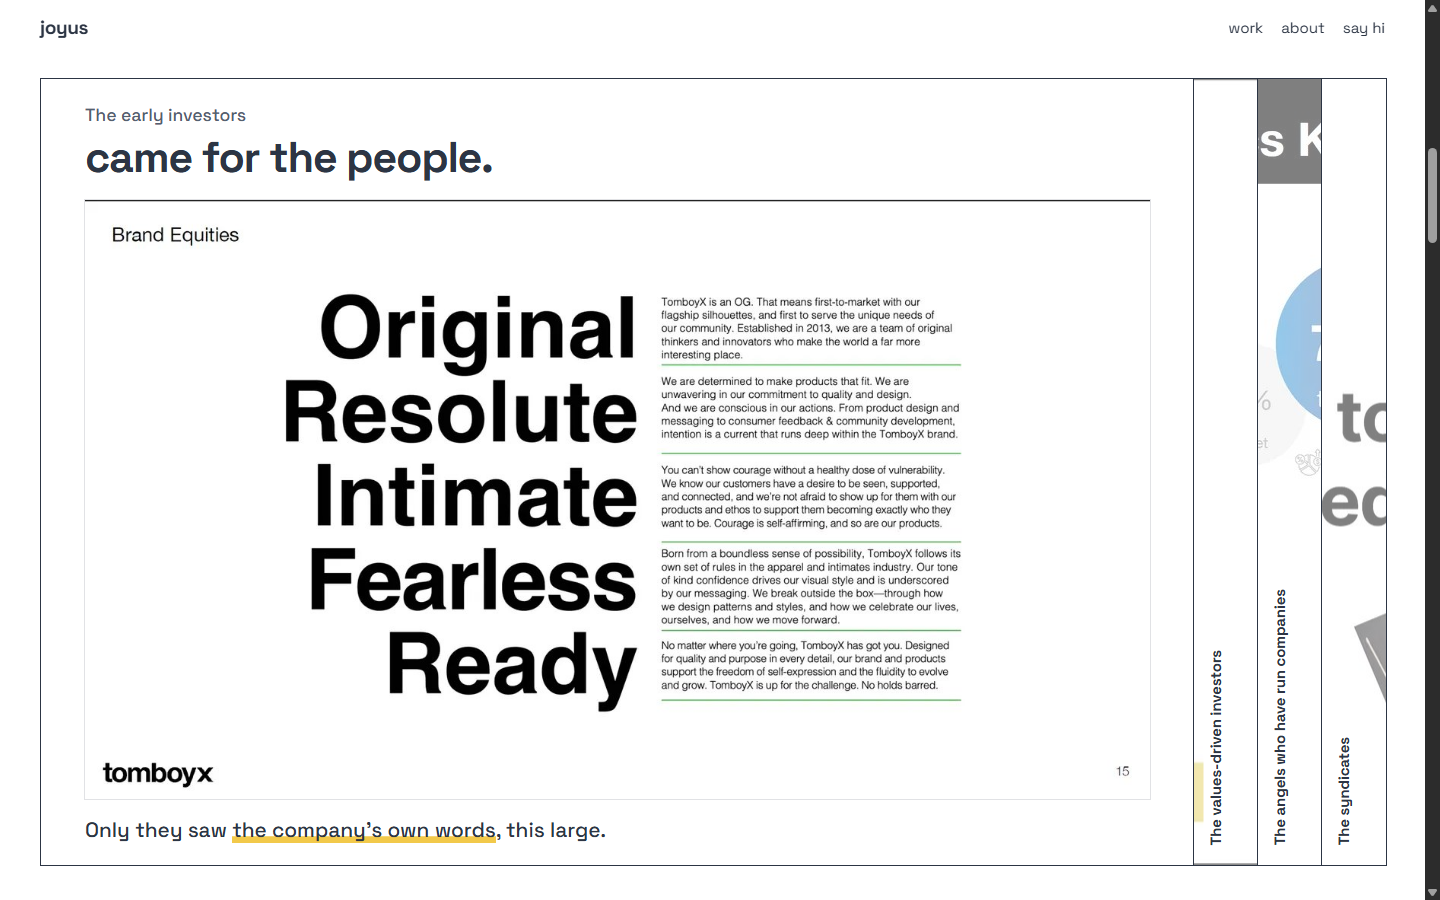 joyus
work about say hi
The early investors
came for the people.
Brand Equities
Original
TomboyX is an OG. That means first-to-market with our
flagship silhouettes, and first to serve the unique needs of
our community. Established in 2013, we are a team of original
thinkers and innovators who make the world a far more
interesting place.
Resolute
We are determined to make products that fit. We are
unwavering in our commitment to quality and design.
And we are conscious in our actions. From product design and
messaging to consumer feedback & community development,
intention is a current that runs deep within the TomboyX brand.
Intimate
You can't show courage without a healthy dose of vulnerability.
We know our customers have a desire to be seen, supported,
and connected, and we're not afraid to show up for them with our
products and ethos to support them becoming exactly who they
want to be. Courage is self-affirming, and so are our products.
Fearless
Born from a boundless sense of possibility, TomboyX follows its
own set of rules in the apparel and intimates industry. Our tone
of kind confidence drives our visual style and is underscored
by our messaging. We break outside the box—through how
we design patterns and styles, and how we celebrate our lives,
ourselves, and how we move forward.
Ready
No matter where you're going, TomboyX has got you. Designed
for quality and purpose in every detail, our brand and products
support the freedom of self-expression and the fluidity to evolve
and grow. TomboyX is up for the challenge. No holds barred.
tomboyx
15
Only they saw the company's own words, this large.
The values-driven investors
The angels who have run companies
The syndicates